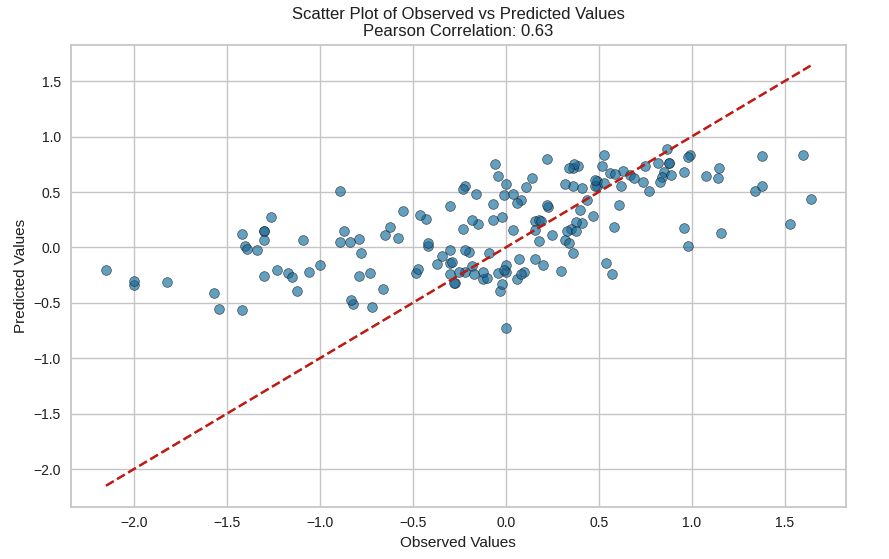 Scatter Plot of Observed vs Predicted Values
Pearson Correlation: 0.63
Predicted Values
1.5
1.0
0.5
0.0
−0.5
−1.0
−1.5
−2.0
−2.0 −1.5 −1.0 −0.5 0.0 0.5 1.0 1.5
Observed Values